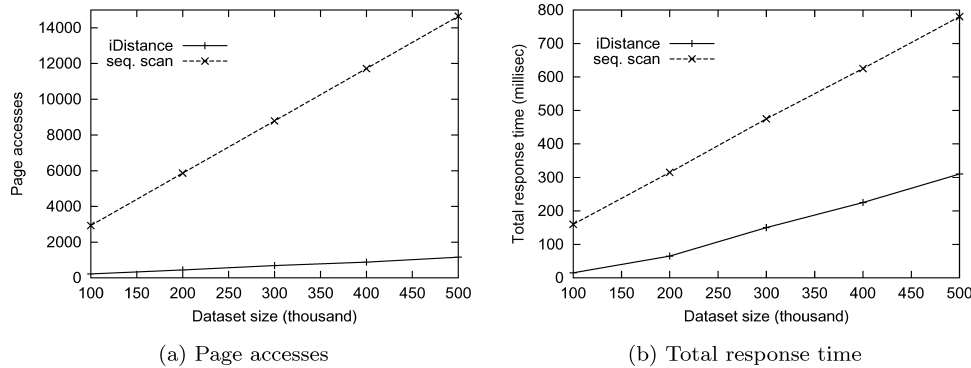 14000
12000
10000
8000
6000
4000
2000
0
Page accesses
iDistance
seq. scan
100 150 200 250 300 350 400 450 500
Dataset size (thousand)
(a) Page accesses
800
700
600
500
400
300
200
100
0
Total response time (millisec)
iDistance
seq. scan
100 150 200 250 300 350 400 450 500
Dataset size (thousand)
(b) Total response time